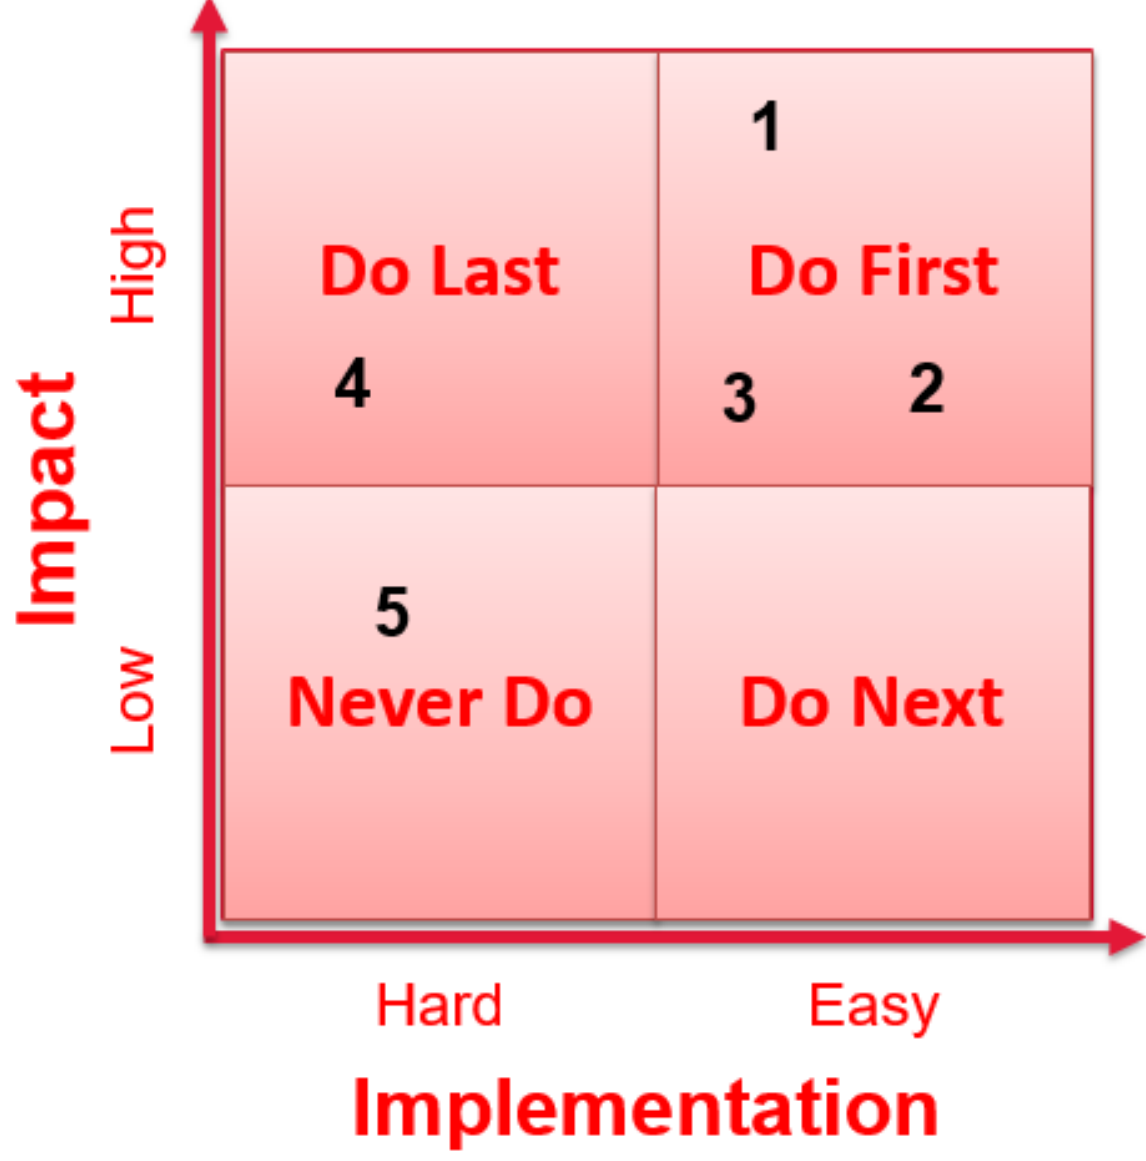 1
High
Do Last
Do First
4
3
2
Impact
5
Low
Never Do
Do Next
Hard
Easy
Implementation